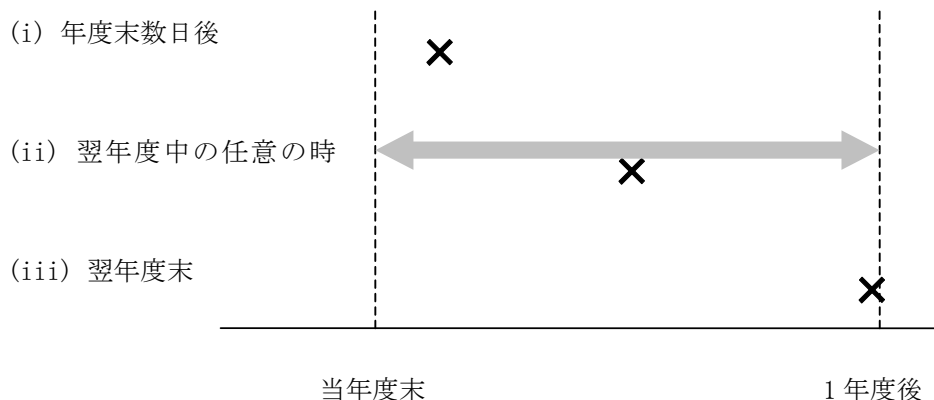 (i) 年度末数日後
(ii) 翌年度中の任意の時
(iii) 翌年度末
当年度末
1 年度後